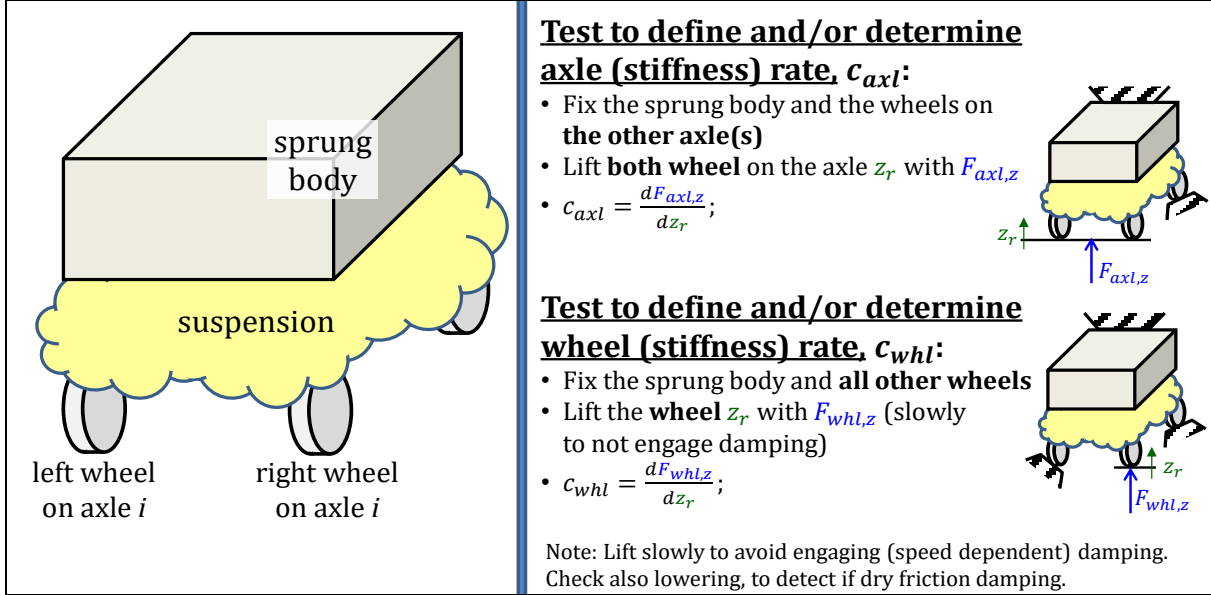 sprung
body
suspension
left wheel
on axle i
right wheel
on axle i
Test to define and/or determine
axle (stiffness) rate, c_axl:
• Fix the sprung body and the wheels on
the other axle(s)
• Lift both wheel on the axle z_r with F_axl,z
• c_axl = dF_axl,z / dz_r ;
z_r
F_axl,z
Test to define and/or determine
wheel (stiffness) rate, c_whl:
• Fix the sprung body and all other wheels
• Lift the wheel z_r with F_whl,z (slowly
to not engage damping)
• c_whl = dF_whl,z / dz_r ;
z_r
F_whl,z
Note: Lift slowly to avoid engaging (speed dependent) damping.
Check also lowering, to detect if dry friction damping.